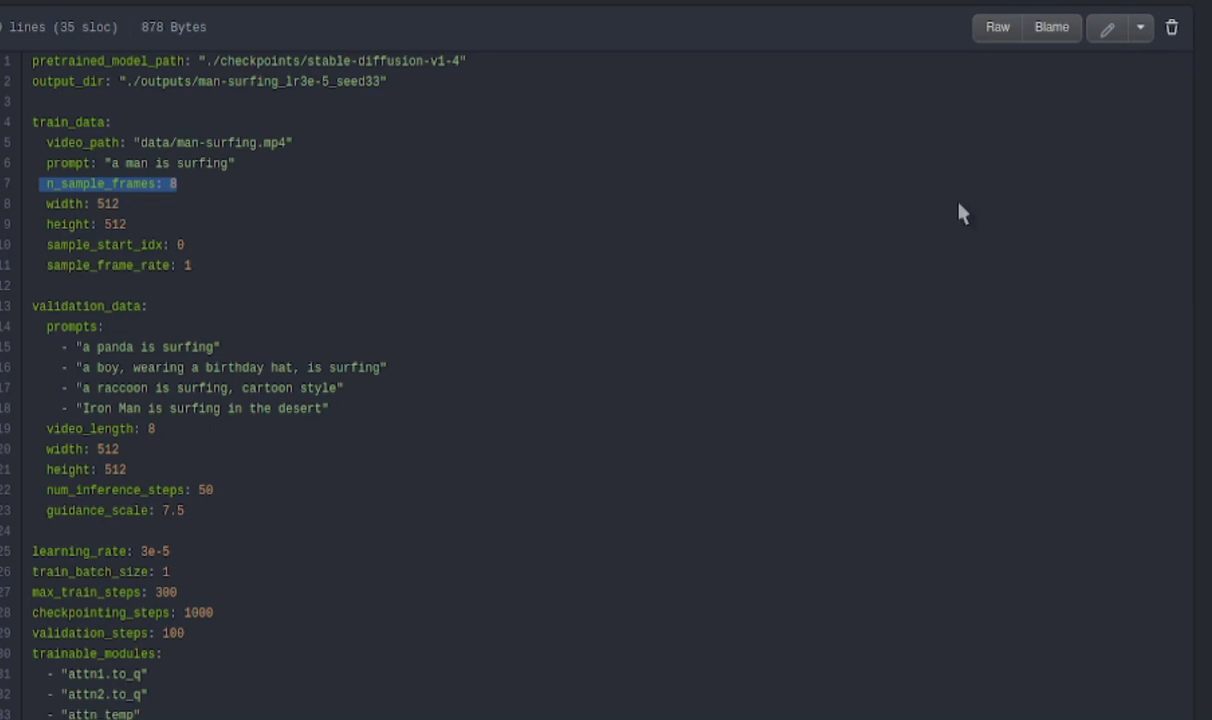 lines (35 sloc) 878 Bytes
Raw Blame
1 pretrained_model_path: "./checkpoints/stable-diffusion-v1-4"
2 output_dir: "./outputs/man-surfing_lr3e-5_seed33"
3
4 train_data:
5 video_path: "data/man-surfing.mp4"
6 prompt: "a man is surfing"
7 n_sample_frames: 8
8 width: 512
9 height: 512
10 sample_start_idx: 0
11 sample_frame_rate: 1
12
13 validation_data:
14 prompts:
15 - "a panda is surfing"
16 - "a boy, wearing a birthday hat, is surfing"
17 - "a raccoon is surfing, cartoon style"
18 - "Iron Man is surfing in the desert"
19 video_length: 8
20 width: 512
21 height: 512
22 num_inference_steps: 50
23 guidance_scale: 7.5
24
25 learning_rate: 3e-5
26 train_batch_size: 1
27 max_train_steps: 300
28 checkpointing_steps: 1000
29 validation_steps: 100
30 trainable_modules:
31 - "attn1.to_q"
32 - "attn2.to_q"
33 - "attn_temp"